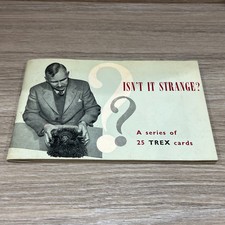 ISN'T IT STRANGE?
A series of
25 TREX cards